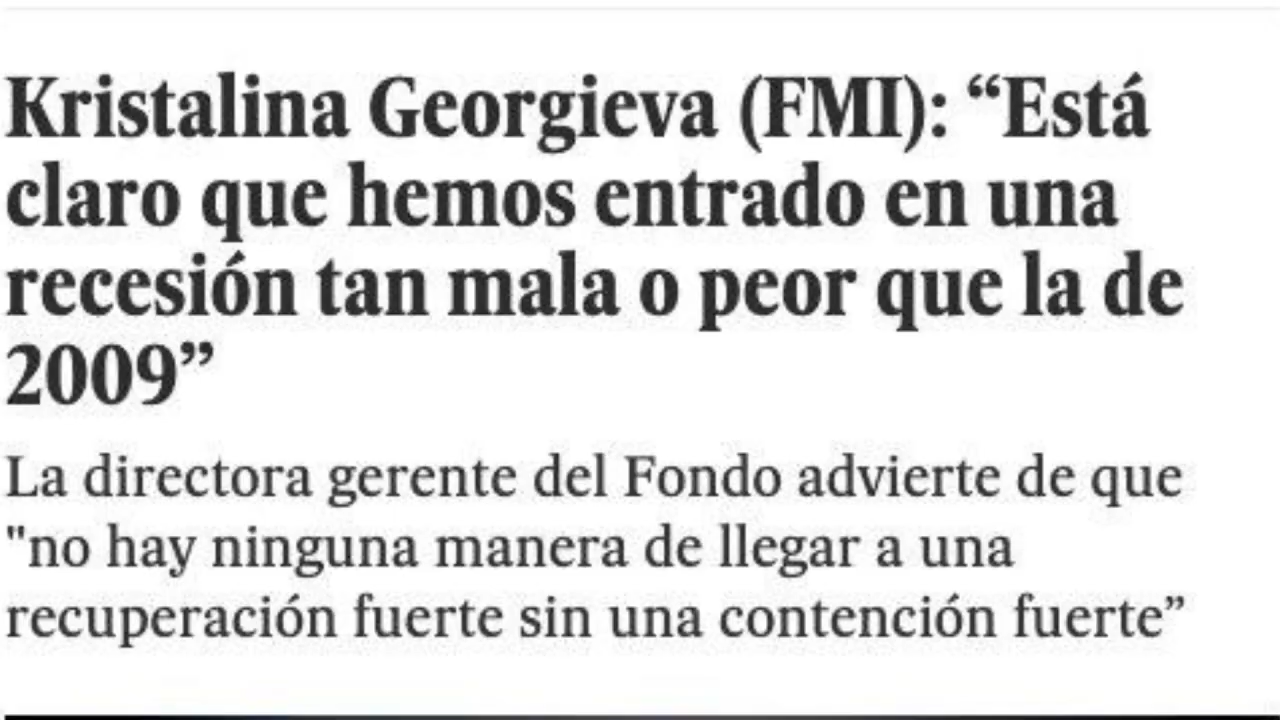 Kristalina Georgieva (FMI): “Está
claro que hemos entrado en una
recesión tan mala o peor que la de
2009”
La directora gerente del Fondo advierte de que
"no hay ninguna manera de llegar a una
recuperación fuerte sin una contención fuerte”